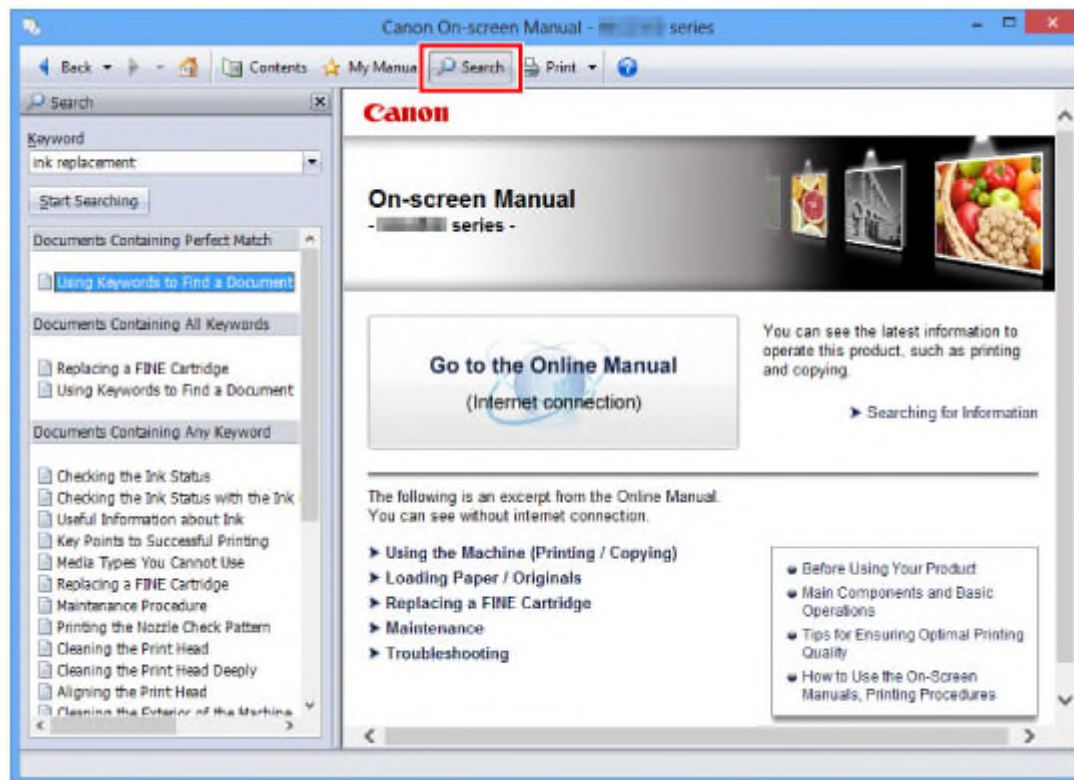 Canon On-screen Manual - series
Back
Contents
My Manua
Search
Print
Search
Keyword
ink replacement
Start Searching
Documents Containing Perfect Match
Using Keywords to Find a Document
Documents Containing All Keywords
Replacing a FINE Cartridge
Using Keywords to Find a Document
Documents Containing Any Keyword
Checking the Ink Status
Checking the Ink Status with the Ink
Useful Information about Ink
Key Points to Successful Printing
Media Types You Cannot Use
Replacing a FINE Cartridge
Maintenance Procedure
Printing the Nozzle Check Pattern
Cleaning the Print Head
Cleaning the Print Head Deeply
Aligning the Print Head
Cleaning the Exterior of the Machine
Canon
On-screen Manual
- series -
Go to the Online Manual
(Internet connection)
You can see the latest information to
operate this product, such as printing
and copying.
Searching for Information
The following is an excerpt from the Online Manual.
You can see without internet connection.
Using the Machine (Printing / Copying)
Loading Paper / Originals
Replacing a FINE Cartridge
Maintenance
Troubleshooting
Before Using Your Product
Main Components and Basic
Operations
Tips for Ensuring Optimal Printing
Quality
How to Use the On-Screen
Manuals, Printing Procedures